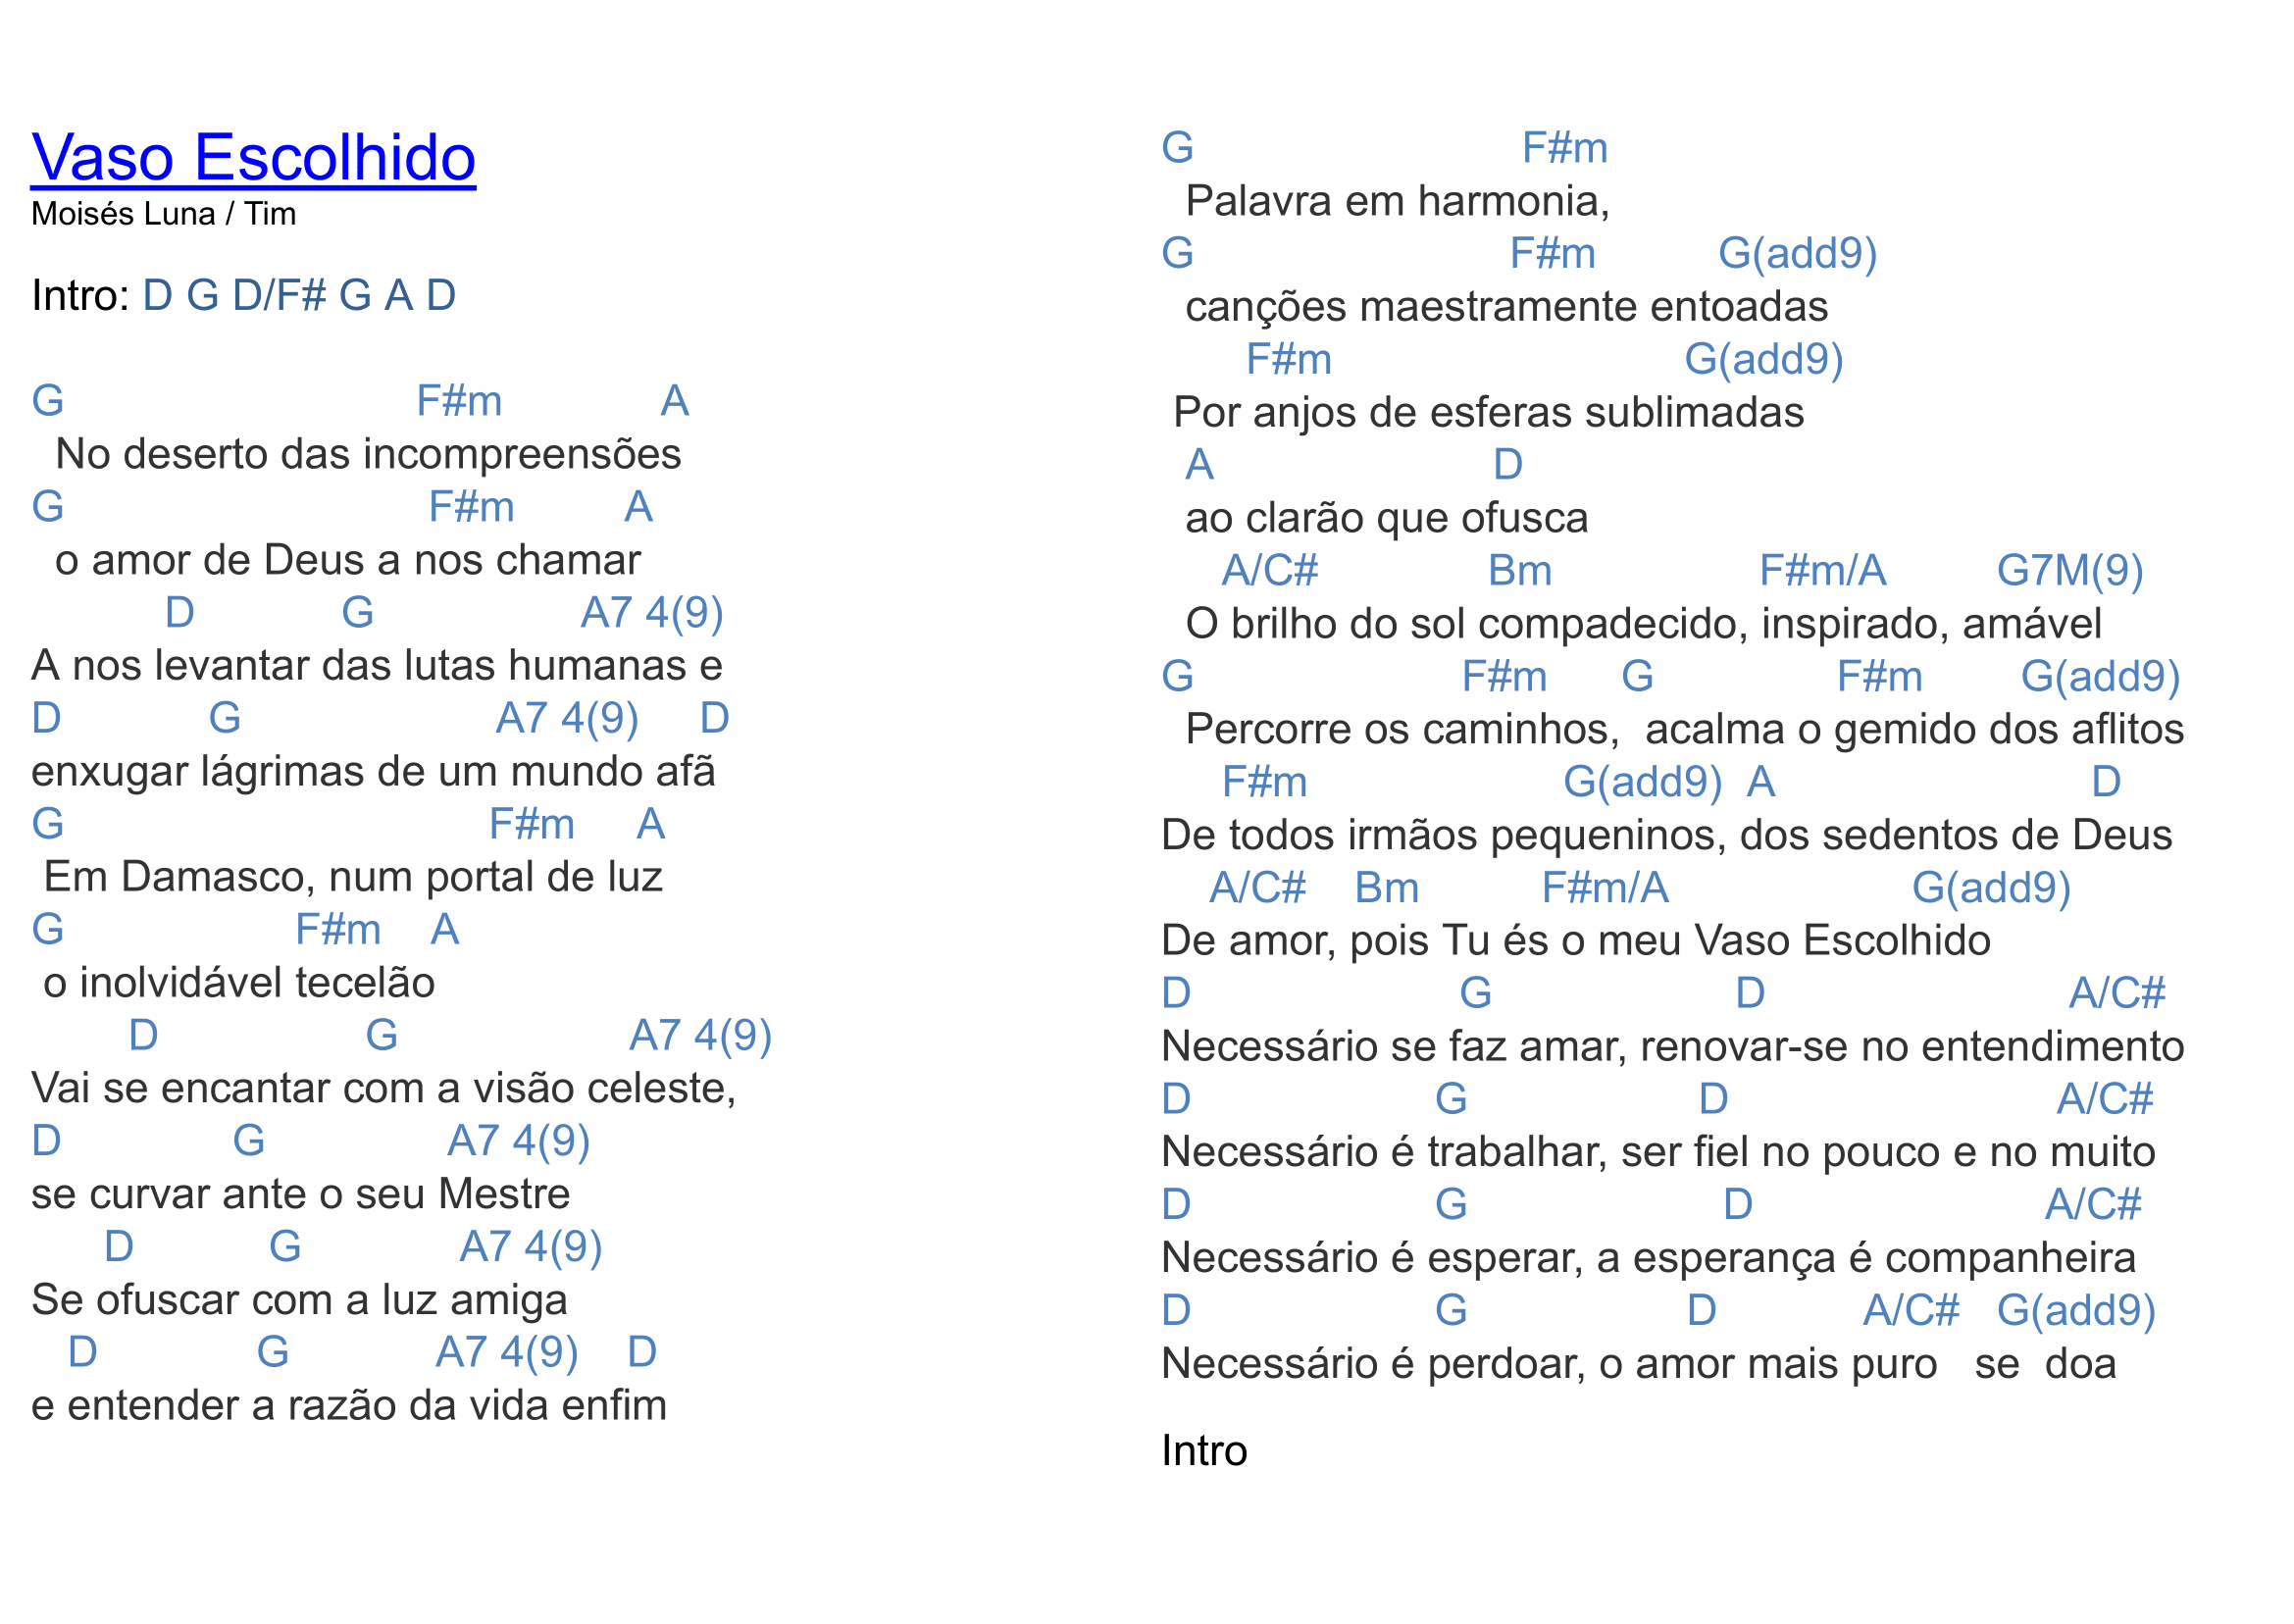 Vaso Escolhido
Moisés Luna / Tim
Intro: D G D/F# G A D
G F#m A
No deserto das incompreensões
G F#m A
o amor de Deus a nos chamar
D G A7 4(9)
A nos levantar das lutas humanas e
D G A7 4(9) D
enxugar lágrimas de um mundo afã
G F#m A
Em Damasco, num portal de luz
G F#m A
o inolvidável tecelão
D G A7 4(9)
Vai se encantar com a visão celeste,
D G A7 4(9)
se curvar ante o seu Mestre
D G A7 4(9)
Se ofuscar com a luz amiga
D G A7 4(9) D
e entender a razão da vida enfim
G F#m
Palavra em harmonia,
G F#m G(add9)
canções maestramente entoadas
F#m G(add9)
Por anjos de esferas sublimadas
A D
ao clarão que ofusca
A/C# Bm F#m/A G7M(9)
O brilho do sol compadecido, inspirado, amável
G F#m G F#m G(add9)
Percorre os caminhos, acalma o gemido dos aflitos
F#m G(add9) A D
De todos irmãos pequeninos, dos sedentos de Deus
A/C# Bm F#m/A G(add9)
De amor, pois Tu és o meu Vaso Escolhido
D G D A/C#
Necessário se faz amar, renovar-se no entendimento
D G D A/C#
Necessário é trabalhar, ser fiel no pouco e no muito
D G D A/C#
Necessário é esperar, a esperança é companheira
D G D A/C# G(add9)
Necessário é perdoar, o amor mais puro se doa
Intro